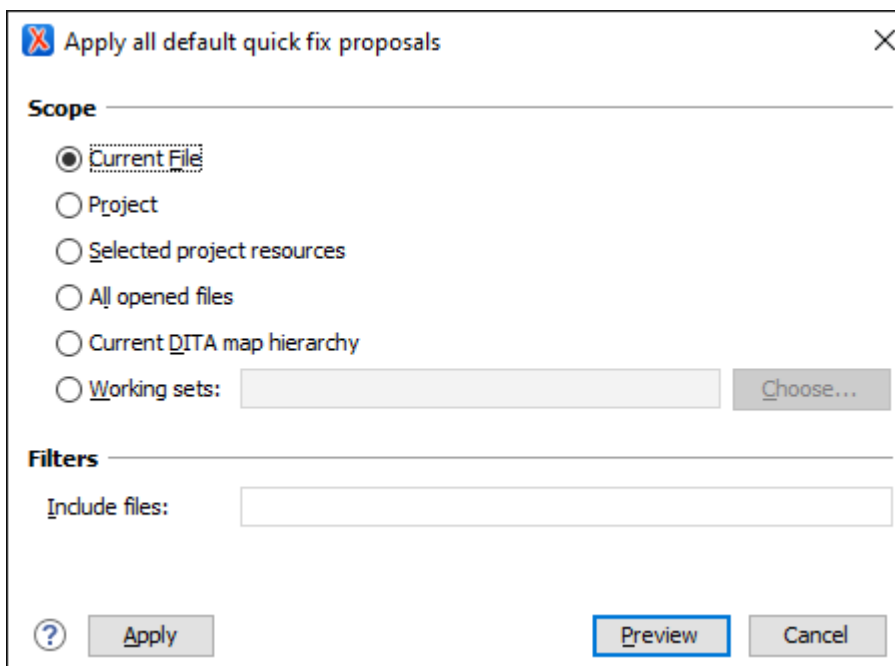 Apply all default quick fix proposals
Scope
Current File
Project
Selected project resources
All opened files
Current DITA map hierarchy
Working sets: Choose...
Filters
Include files:
? Apply Preview Cancel